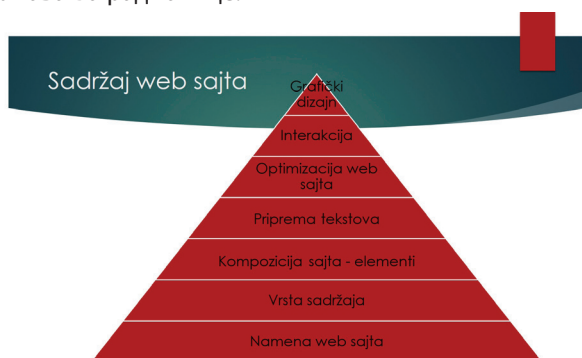 Sadržaj web sajta
Grafički
dizajn
Interakcija
Optimizacija web
sajta
Priprema tekstova
Kompozicija sajta - elementi
Vrsta sadržaja
Namena web sajta